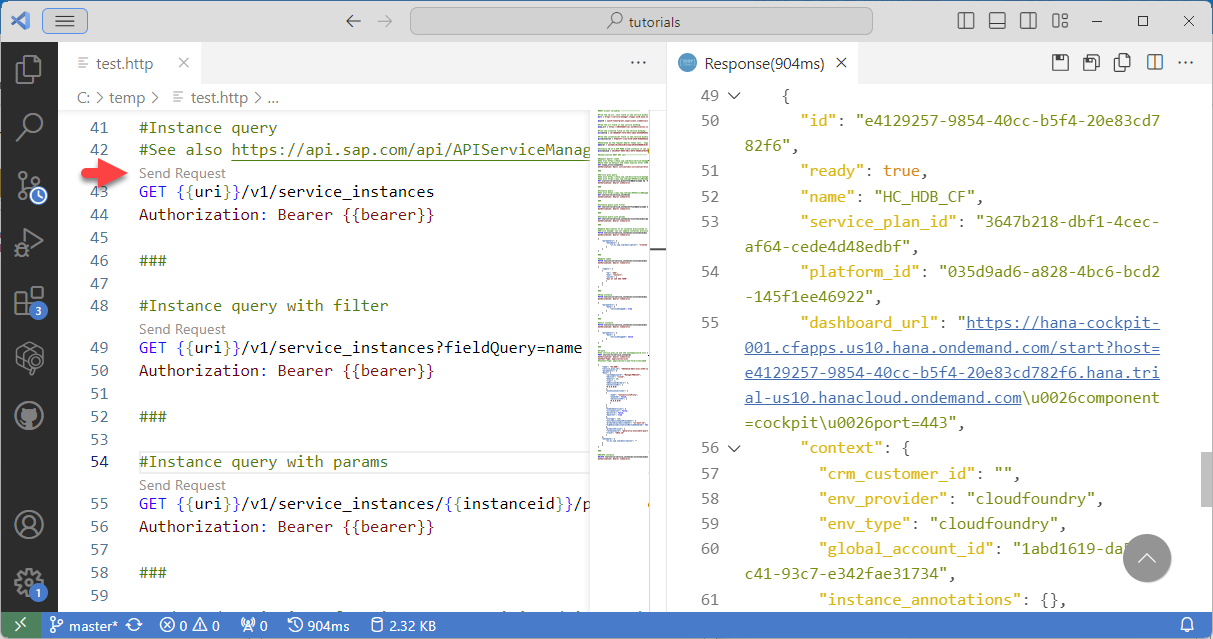 tutorials
test.http
C: > temp > test.http > ...
41 #Instance query
42 #See also https://api.sap.com/api/APIServiceManag
Send Request
43 GET {{uri}}/v1/service_instances
44 Authorization: Bearer {{bearer}}
45
46 ###
47
48 #Instance query with filter
Send Request
49 GET {{uri}}/v1/service_instances?fieldQuery=name
50 Authorization: Bearer {{bearer}}
51
52 ###
53
54 #Instance query with params
Send Request
55 GET {{uri}}/v1/service_instances/{{instanceid}}/p
56 Authorization: Bearer {{bearer}}
57
58 ###
59
Response(904ms)
49 {
50 "id": "e4129257-9854-40cc-b5f4-20e83cd7
82f6",
51 "ready": true,
52 "name": "HC_HDB_CF",
53 "service_plan_id": "3647b218-dbf1-4cec-
af64-cede4d48edbf",
54 "platform_id": "035d9ad6-a828-4bc6-bcd2
-145f1ee46922",
55 "dashboard_url": "https://hana-cockpit-
001.cfapps.us10.hana.ondemand.com/start?host=
e4129257-9854-40cc-b5f4-20e83cd782f6.hana.tri
al-us10.hanacloud.ondemand.com\u0026component
=cockpit\u0026port=443",
56 "context": {
57 "crm_customer_id": "",
58 "env_provider": "cloudfoundry",
59 "env_type": "cloudfoundry",
60 "global_account_id": "1abd1619-da
c41-93c7-e342fae31734",
61 "instance_annotations": {},
3
1
master* 0 0 0 904ms 2.32 KB